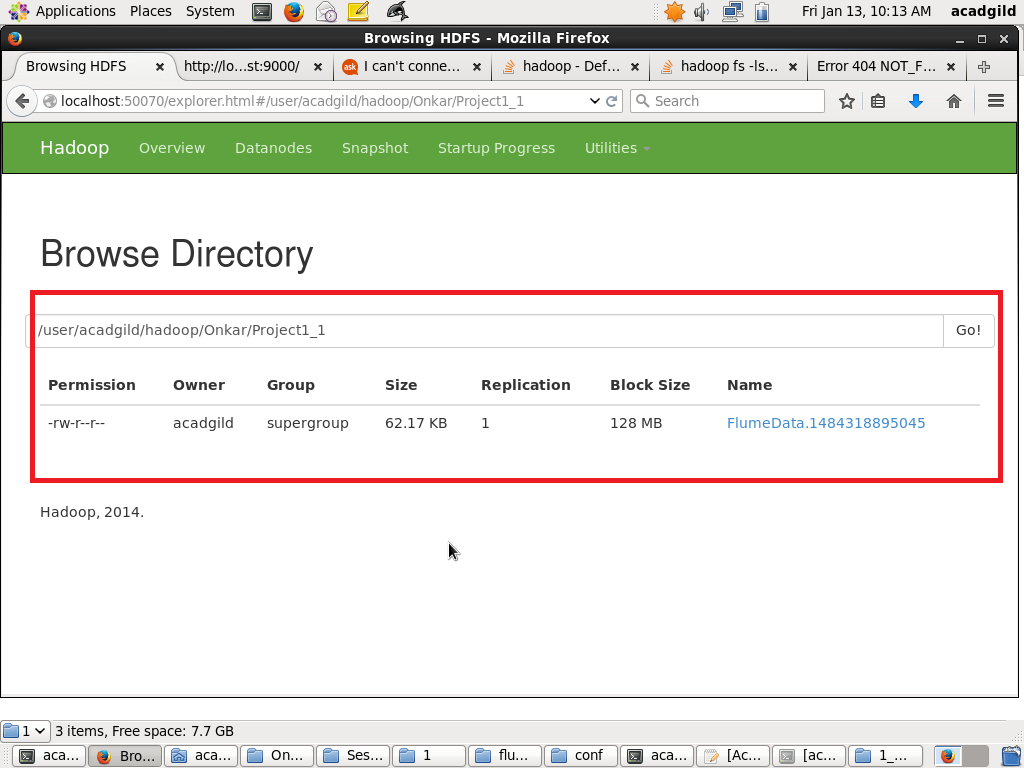 Applications Places System Fri Jan 13, 10:13 AM acadgild
Browsing HDFS - Mozilla Firefox
Browsing HDFS http://lo...st:9000/ ask I can't conne... hadoop - Def... hadoop fs -ls... Error 404 NOT_F...
localhost:50070/explorer.html#/user/acadgild/hadoop/Onkar/Project1_1 Search
Hadoop Overview Datanodes Snapshot Startup Progress Utilities
Browse Directory
/user/acadgild/hadoop/Onkar/Project1_1 Go!
Permission Owner Group Size Replication Block Size Name
-rw-r--r-- acadgild supergroup 62.17 KB 1 128 MB FlumeData.1484318895045
Hadoop, 2014.
1 3 items, Free space: 7.7 GB
aca... Bro... aca... On... Ses... 1 flu... conf aca... [Ac... [ac... 1_...